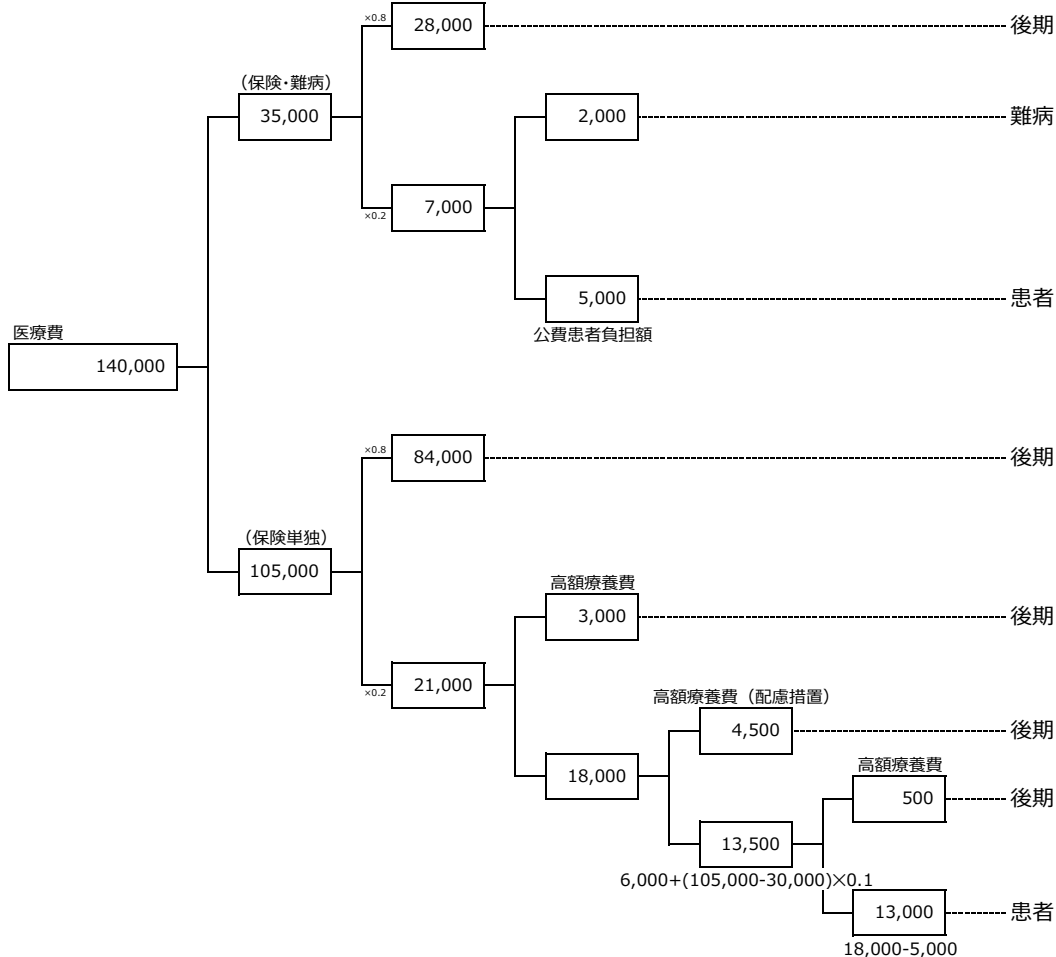 ×0.8
28,000
後期
(保険・難病)
35,000
2,000
難病
×0.2
7,000
5,000
患者
公費患者負担額
医療費
140,000
×0.8
84,000
後期
(保険単独)
105,000
高額療養費
3,000
後期
×0.2
21,000
高額療養費(配慮措置)
4,500
後期
18,000
高額療養費
500
後期
13,500
6,000+(105,000-30,000)×0.1
13,000
患者
18,000-5,000